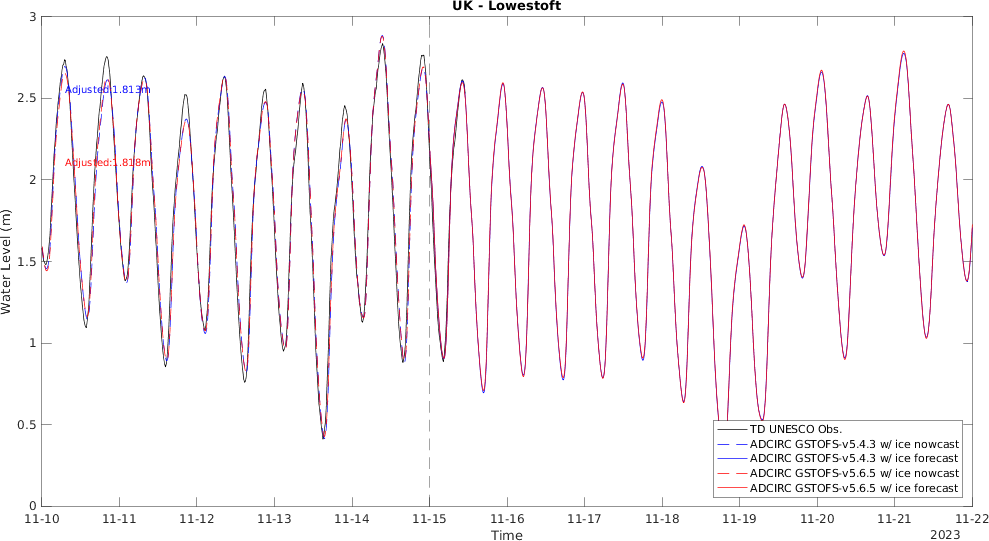 UK - Lowestoft
3
2.5
2
1.5
1
0.5
0
Water Level (m)
Adjusted:1.813m
Adjusted:1.818m
TD UNESCO Obs.
ADCIRC GSTOFS-v5.4.3 w/ ice nowcast
ADCIRC GSTOFS-v5.4.3 w/ ice forecast
ADCIRC GSTOFS-v5.6.5 w/ ice nowcast
ADCIRC GSTOFS-v5.6.5 w/ ice forecast
11-10 11-11 11-12 11-13 11-14 11-15 11-16 11-17 11-18 11-19 11-20 11-21 11-22
Time
2023